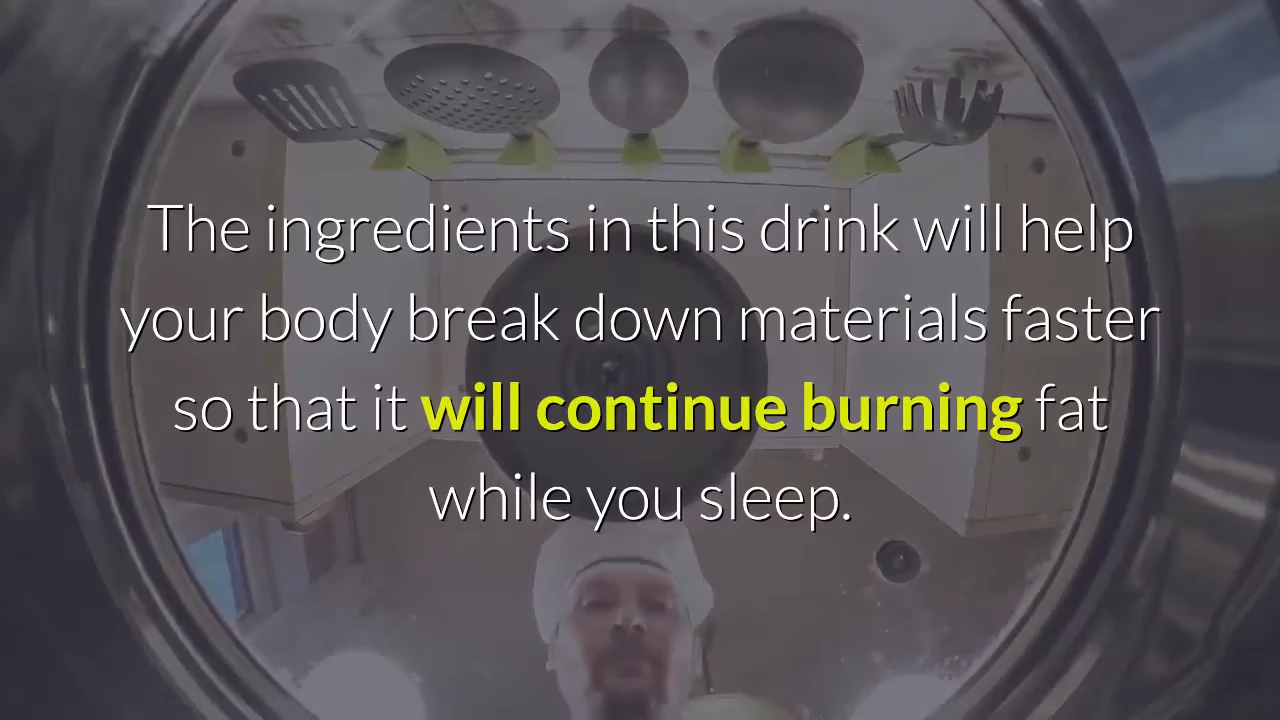 The ingredients in this drink will help
your body break down materials faster
so that it will continue burning fat
while you sleep.